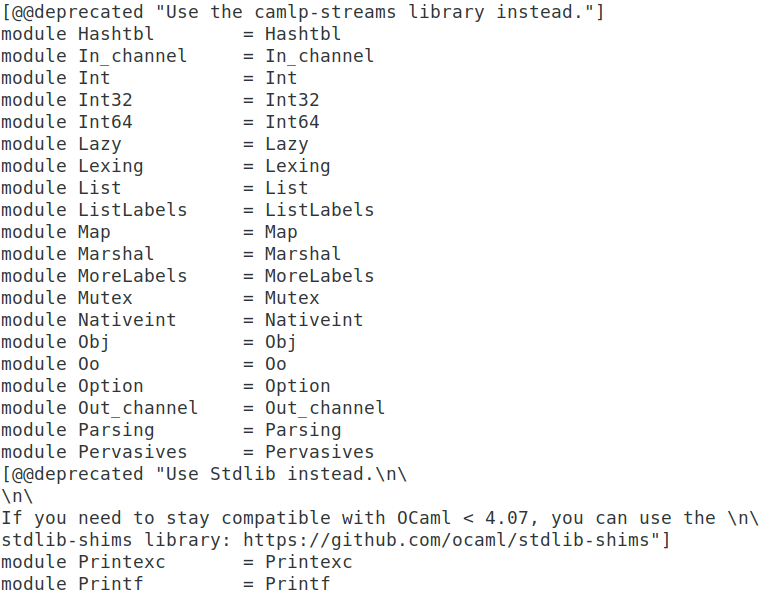 [@@deprecated "Use the camlp-streams library instead."]
module Hashtbl        = Hashtbl
module In_channel     = In_channel
module Int            = Int
module Int32          = Int32
module Int64          = Int64
module Lazy           = Lazy
module Lexing         = Lexing
module List           = List
module ListLabels     = ListLabels
module Map            = Map
module Marshal        = Marshal
module MoreLabels     = MoreLabels
module Mutex          = Mutex
module Nativeint      = Nativeint
module Obj            = Obj
module Oo             = Oo
module Option         = Option
module Out_channel    = Out_channel
module Parsing        = Parsing
module Pervasives     = Pervasives
[@@deprecated "Use Stdlib instead.\n\
\n\
If you need to stay compatible with OCaml < 4.07, you can use the \n\
stdlib-shims library: https://github.com/ocaml/stdlib-shims"]
module Printexc       = Printexc
module Printf         = Printf